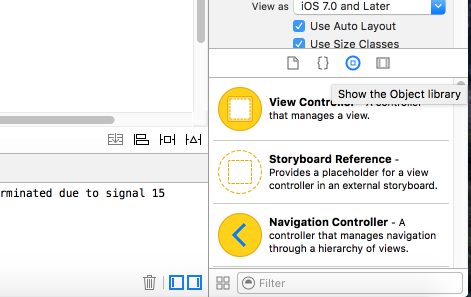 View as iOS 7.0 and Later
Use Auto Layout
Use Size Classes
Show the Object library
View Controller - A controller
that manages a view.
Storyboard Reference -
Provides a placeholder for a view
controller in an external storyboard.
rminated due to signal 15
Navigation Controller - A
controller that manages navigation
through a hierarchy of views.
Filter